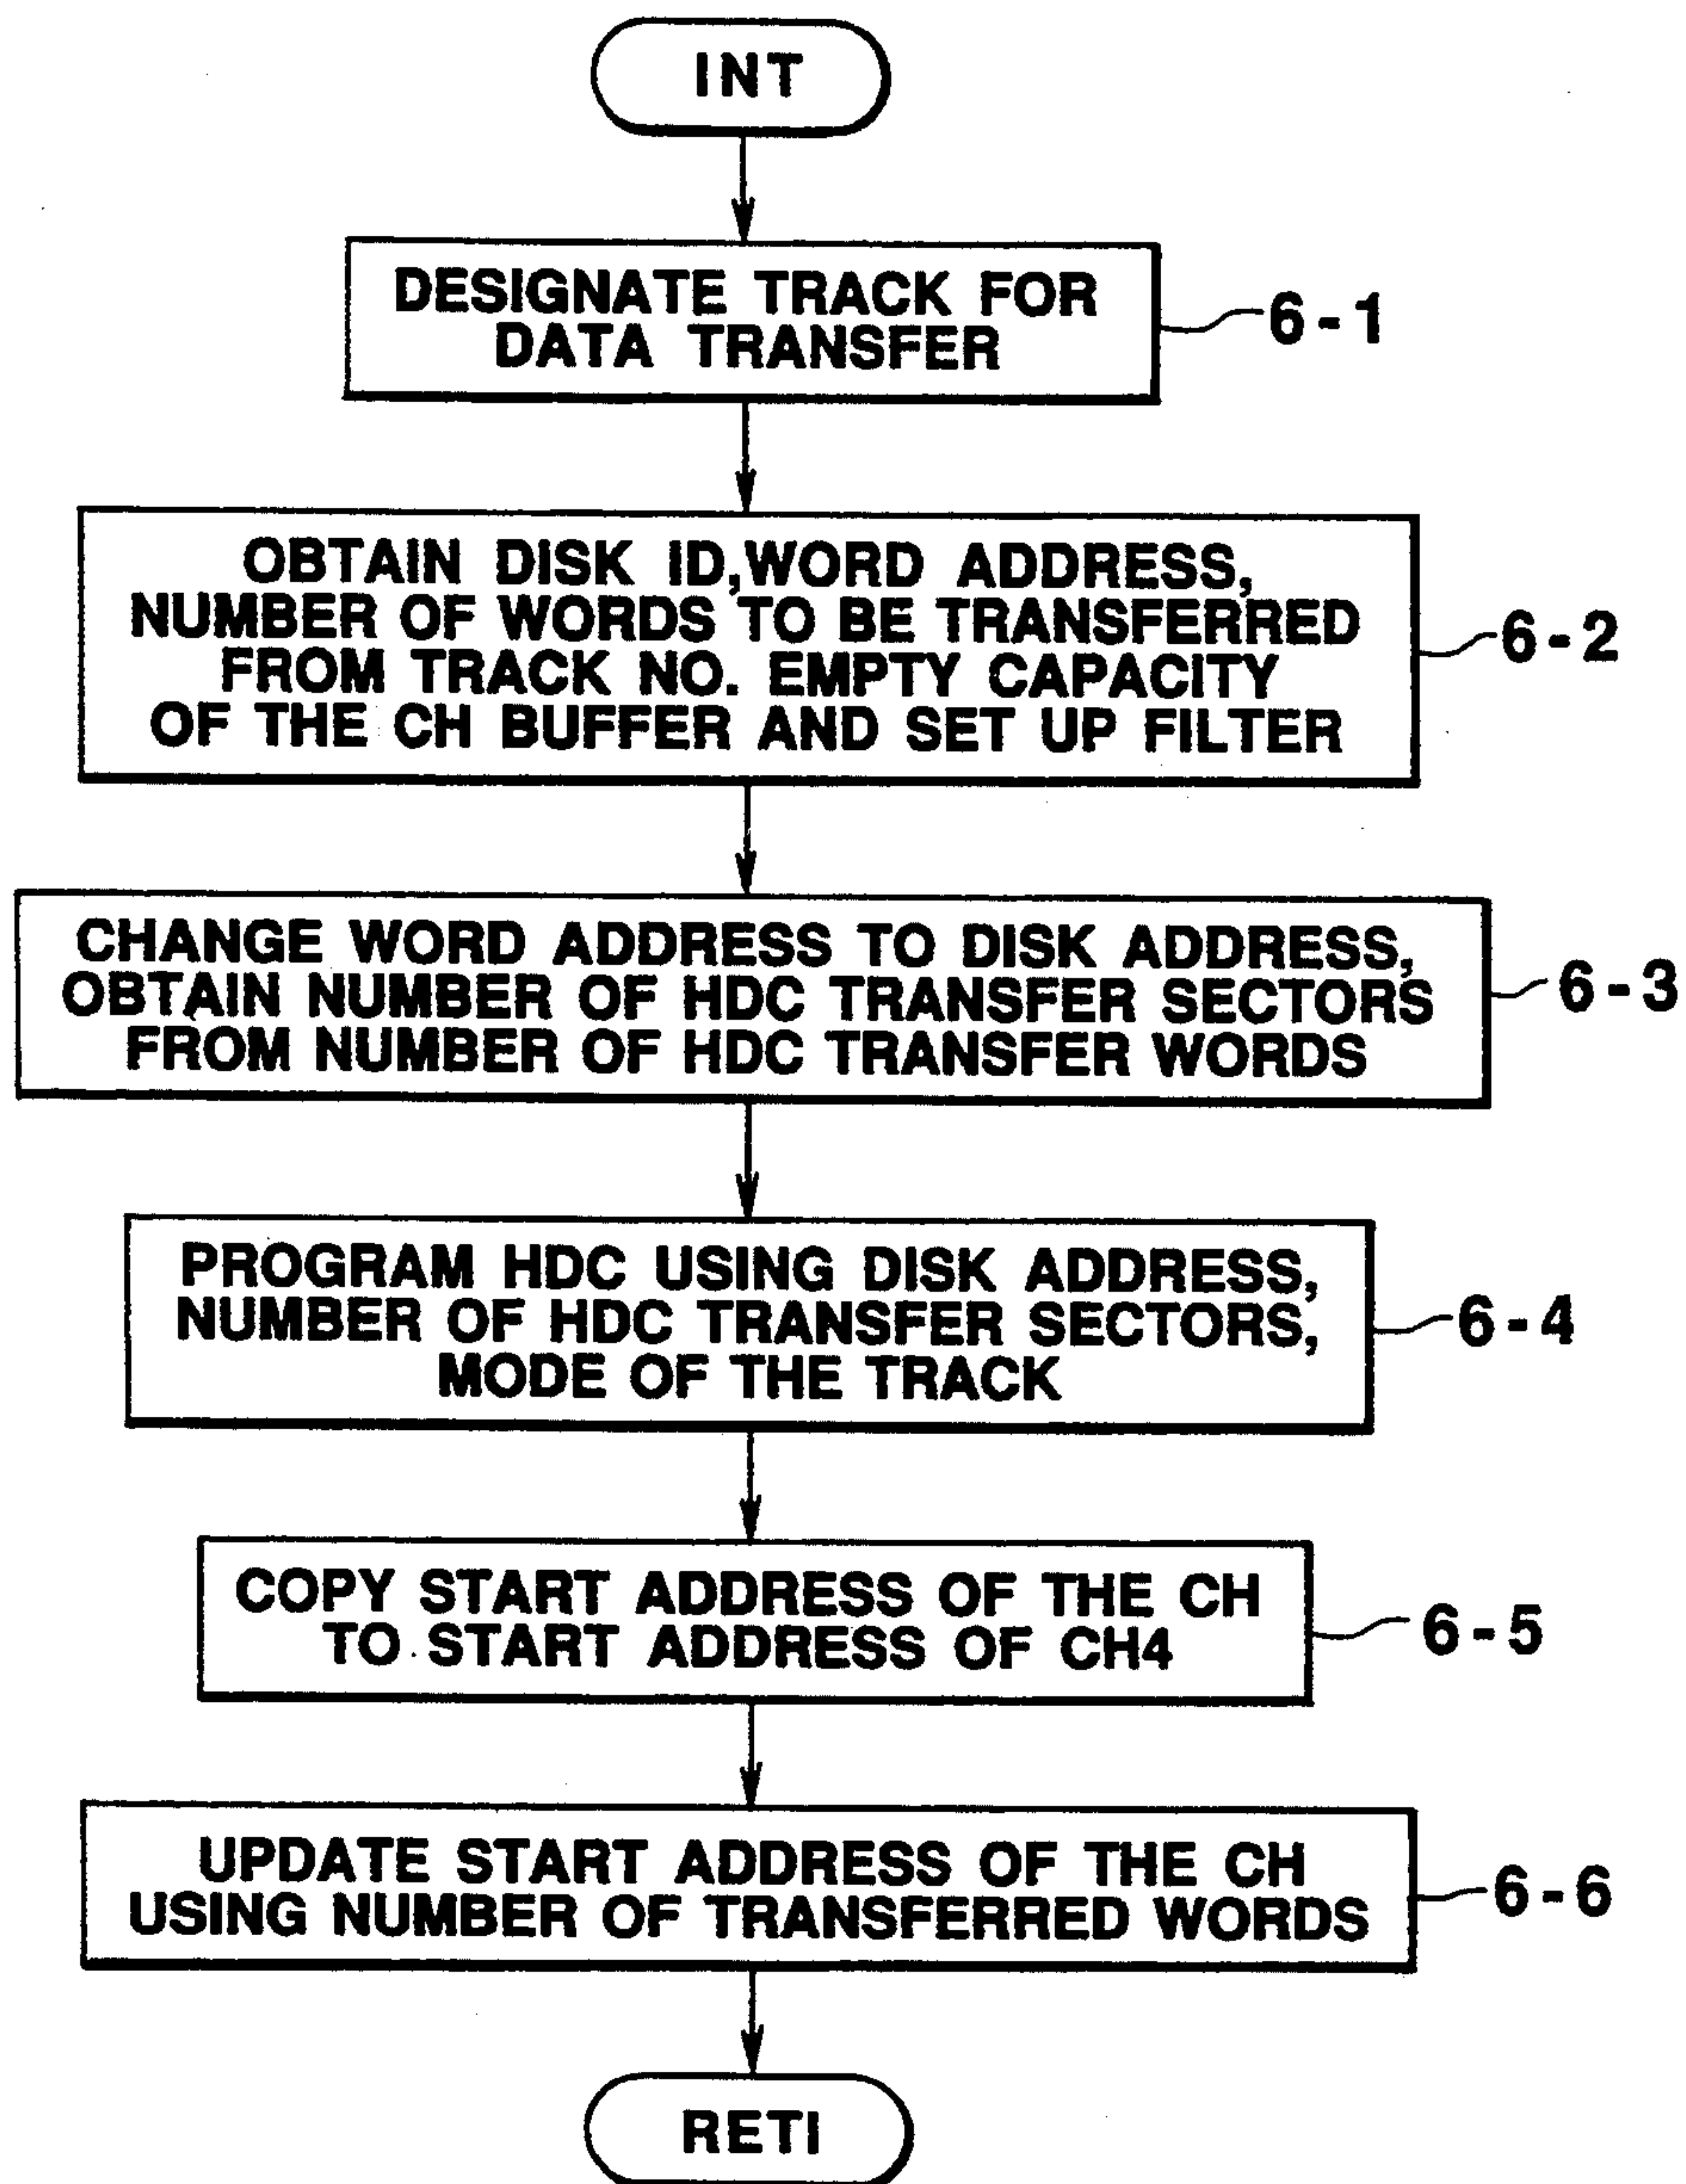 INT
DESIGNATE TRACK FOR
DATA TRANSFER
6-1
OBTAIN DISK ID,WORD ADDRESS,
NUMBER OF WORDS TO BE TRANSFERRED
FROM TRACK NO. EMPTY CAPACITY
OF THE CH BUFFER AND SET UP FILTER
6-2
CHANGE WORD ADDRESS TO DISK ADDRESS,
OBTAIN NUMBER OF HDC TRANSFER SECTORS
FROM NUMBER OF HDC TRANSFER WORDS
6-3
PROGRAM HDC USING DISK ADDRESS,
NUMBER OF HDC TRANSFER SECTORS,
MODE OF THE TRACK
6-4
COPY START ADDRESS OF THE CH
TO START ADDRESS OF CH4
6-5
UPDATE START ADDRESS OF THE CH
USING NUMBER OF TRANSFERRED WORDS
6-6
RETI